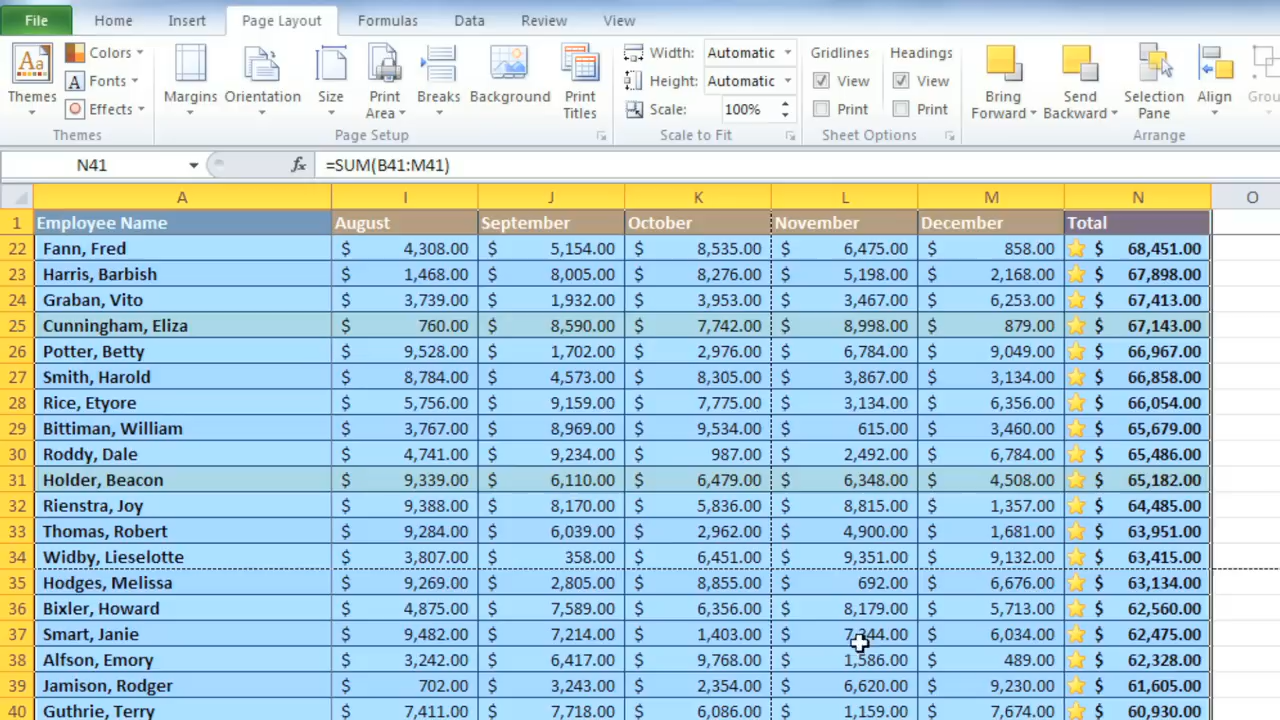 File Home Insert Page Layout Formulas Data Review View
Colors Width: Automatic Gridlines Headings
Aa Fonts Height: Automatic View View
Themes Effects Margins Orientation Size Print Area Breaks Background Print Titles Scale: 100% Print Print Bring Forward Send Backward Selection Pane Align
Themes Page Setup Scale to Fit Sheet Options Arrange
N41 fx =SUM(B41:M41)
A I J K L M N O
1 Employee Name August September October November December Total
22 Fann, Fred $ 4,308.00 $ 5,154.00 $ 8,535.00 $ 6,475.00 $ 858.00 $ 68,451.00
23 Harris, Barbish $ 1,468.00 $ 8,005.00 $ 8,276.00 $ 5,198.00 $ 2,168.00 $ 67,898.00
24 Graban, Vito $ 3,739.00 $ 1,932.00 $ 3,953.00 $ 3,467.00 $ 6,253.00 $ 67,413.00
25 Cunningham, Eliza $ 760.00 $ 8,590.00 $ 7,742.00 $ 8,998.00 $ 879.00 $ 67,143.00
26 Potter, Betty $ 9,528.00 $ 1,702.00 $ 2,976.00 $ 6,784.00 $ 9,049.00 $ 66,967.00
27 Smith, Harold $ 8,784.00 $ 4,573.00 $ 8,305.00 $ 3,867.00 $ 3,134.00 $ 66,858.00
28 Rice, Etyore $ 5,756.00 $ 9,159.00 $ 7,775.00 $ 3,134.00 $ 6,356.00 $ 66,054.00
29 Bittiman, William $ 3,767.00 $ 8,969.00 $ 9,534.00 $ 615.00 $ 3,460.00 $ 65,679.00
30 Roddy, Dale $ 4,741.00 $ 9,234.00 $ 987.00 $ 2,492.00 $ 6,784.00 $ 65,486.00
31 Holder, Beacon $ 9,339.00 $ 6,110.00 $ 6,479.00 $ 6,348.00 $ 4,508.00 $ 65,182.00
32 Rienstra, Joy $ 9,388.00 $ 8,170.00 $ 5,836.00 $ 8,815.00 $ 1,357.00 $ 64,485.00
33 Thomas, Robert $ 9,284.00 $ 6,039.00 $ 2,962.00 $ 4,900.00 $ 1,681.00 $ 63,951.00
34 Widby, Lieselotte $ 3,807.00 $ 358.00 $ 6,451.00 $ 9,351.00 $ 9,132.00 $ 63,415.00
35 Hodges, Melissa $ 9,269.00 $ 2,805.00 $ 8,855.00 $ 692.00 $ 6,676.00 $ 63,134.00
36 Bixler, Howard $ 4,875.00 $ 7,589.00 $ 6,356.00 $ 8,179.00 $ 5,713.00 $ 62,560.00
37 Smart, Janie $ 9,482.00 $ 7,214.00 $ 1,403.00 $ $ 6,034.00 $ 62,475.00
38 Alfson, Emory $ 3,242.00 $ 6,417.00 $ 9,768.00 $ 1,586.00 $ 489.00 $ 62,328.00
39 Jamison, Rodger $ 702.00 $ 3,243.00 $ 2,354.00 $ 6,620.00 $ 9,230.00 $ 61,605.00
40 Guthrie, Terry $ 7,411.00 $ 7,718.00 $ 6,086.00 $ 1,159.00 $ 7,674.00 $ 60,930.00